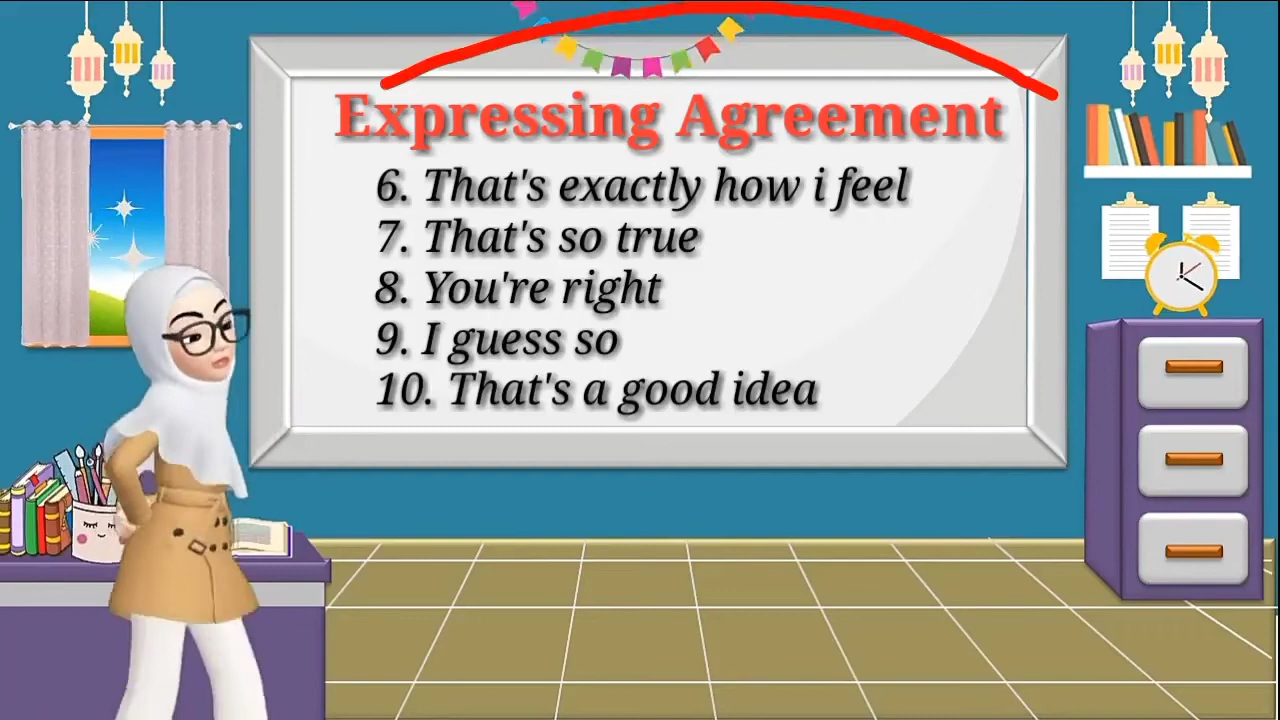 Expressing Agreement
6. That's exactly how i feel
7. That's so true
8. You're right
9. I guess so
10. That's a good idea